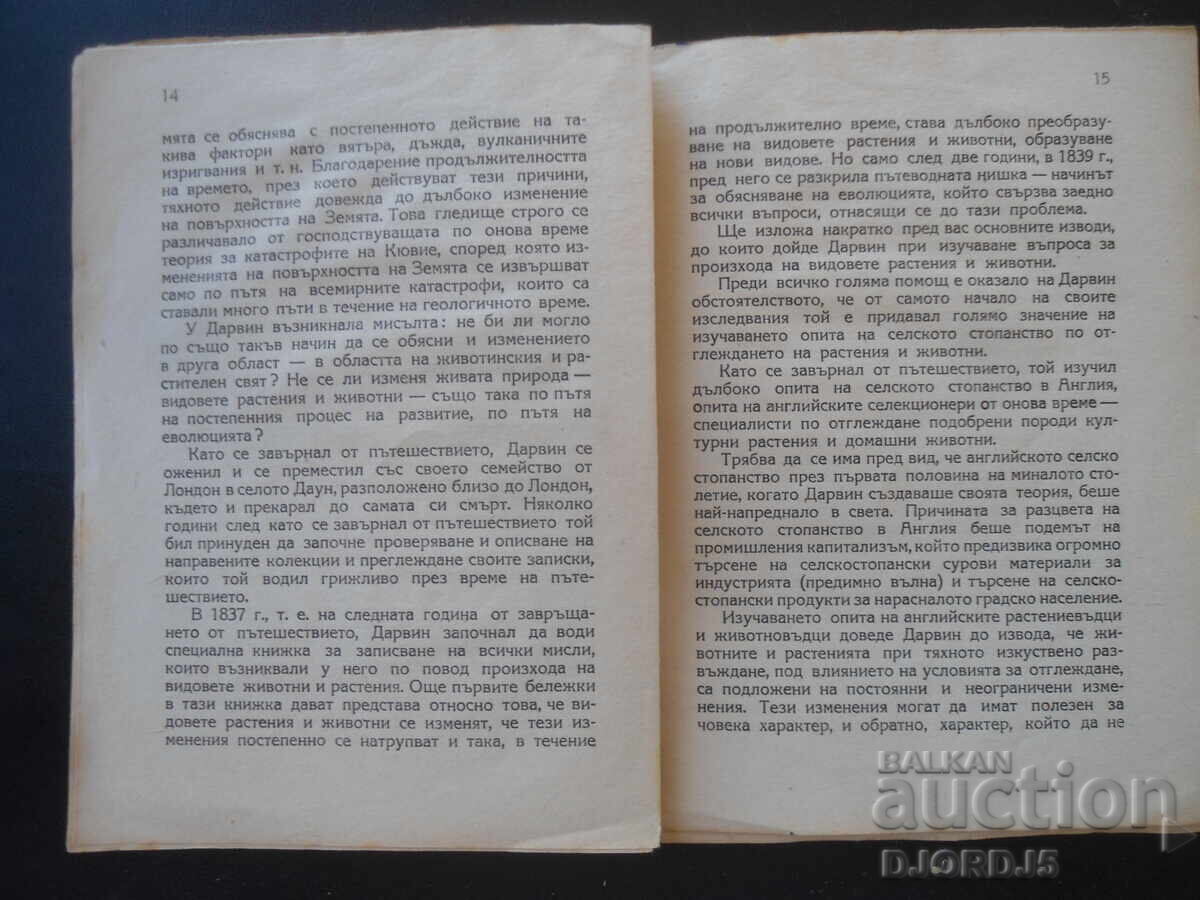 14
мята се обяснява с постепенното действие на та-
кива фактори като вятъра, дъжда, вулканичните
изригвания и т. н. Благодарение продължителността
на времето, през което действуват тези причини,
тяхното действие довежда до дълбоко изменение
на повърхността на Земята. Това гледище строго се
различавало от господствуващата по онова време
теория за катастрофите на Кювие, според която из-
мененията на повърхността на Земята се извършват
само по пътя на всемирните катастрофи, които са
ставали много пъти в течение на геологичното време.
У Дарвин възникнала мисълта: не би ли могло
по също такъв начин да се обясни и изменението
в друга област — в областта на животинския и ра-
стителен свят? Не се ли изменя живата природа —
видовете растения и животни — също така по пътя
на постепенния процес на развитие, по пътя на
еволюцията?
Като се завърнал от пътешествието, Дарвин се
оженил и се преместил със своето семейство от
Лондон в селото Даун, разположено близо до Лондон,
където и прекарал до самата си смърт. Няколко
години след като се завърнал от пътешествието той
бил принуден да започне проверяване и описване на
направените колекции и преглеждане своите записки,
които той водил грижливо през време на пъте-
шествието.
В 1837 г., т. е. на следната година от завръща-
нето от пътешествието, Дарвин започнал да води
специална книжка за записване на всички мисли,
които възниквали у него по повод произхода на
видовете животни и растения. Още първите бележки
в тази книжка дават представа относно това, че ви-
довете растения и животни се изменят, че тези из-
менения постепенно се натрупват и така, в течение
15
на продължително време, става дълбоко преобразу-
ване на видовете растения и животни, образуване
на нови видове. Но само след две години, в 1839 г.,
пред него се разкрила пътеводната нишка — начинът
за обясняване на еволюцията, който свързва заедно
всички въпроси, отнасящи се до тази проблема.
Ще изложа накратко пред вас основните изводи,
до които дойде Дарвин при изучаване въпроса за
произхода на видовете растения и животни.
Преди всичко голяма помощ е оказало на Дарвин
обстоятелството, че от самото начало на своите
изследвания той е придавал голямо значение на
изучаването опита на селското стопанство по от-
глеждането на растения и животни.
Като се завърнал от пътешествието, той изучил
дълбоко опита на селското стопанство в Англия,
опита на английските селекционери от онова време —
специалисти по отглеждане подобрени породи кул-
турни растения и домашни животни.
Трябва да се има пред вид, че английското селско
стопанство през първата половина на миналото сто-
летие, когато Дарвин създаваше своята теория, беше
най-напреднало в света. Причината за разцвета на
селското стопанство в Англия беше подемът на
промишления капитализъм, който предизвика огромно
търсене на селскостопански сурови материали за
индустрията (предимно вълна) и търсене на селско-
стопански продукти за нарасналото градско население.
Изучаването опита на английските растениевъдци
и животновъдци доведе Дарвин до извода, че жи-
вотните и растенията при тяхното изкуствено раз-
въждане, под влиянието на условията за отглеждане,
са подложени на постоянни и неограничени изме-
нения. Тези изменения могат да имат полезен за
човека характер, и обратно, характер, който да не
BALKAN
auction
DJORDJ5